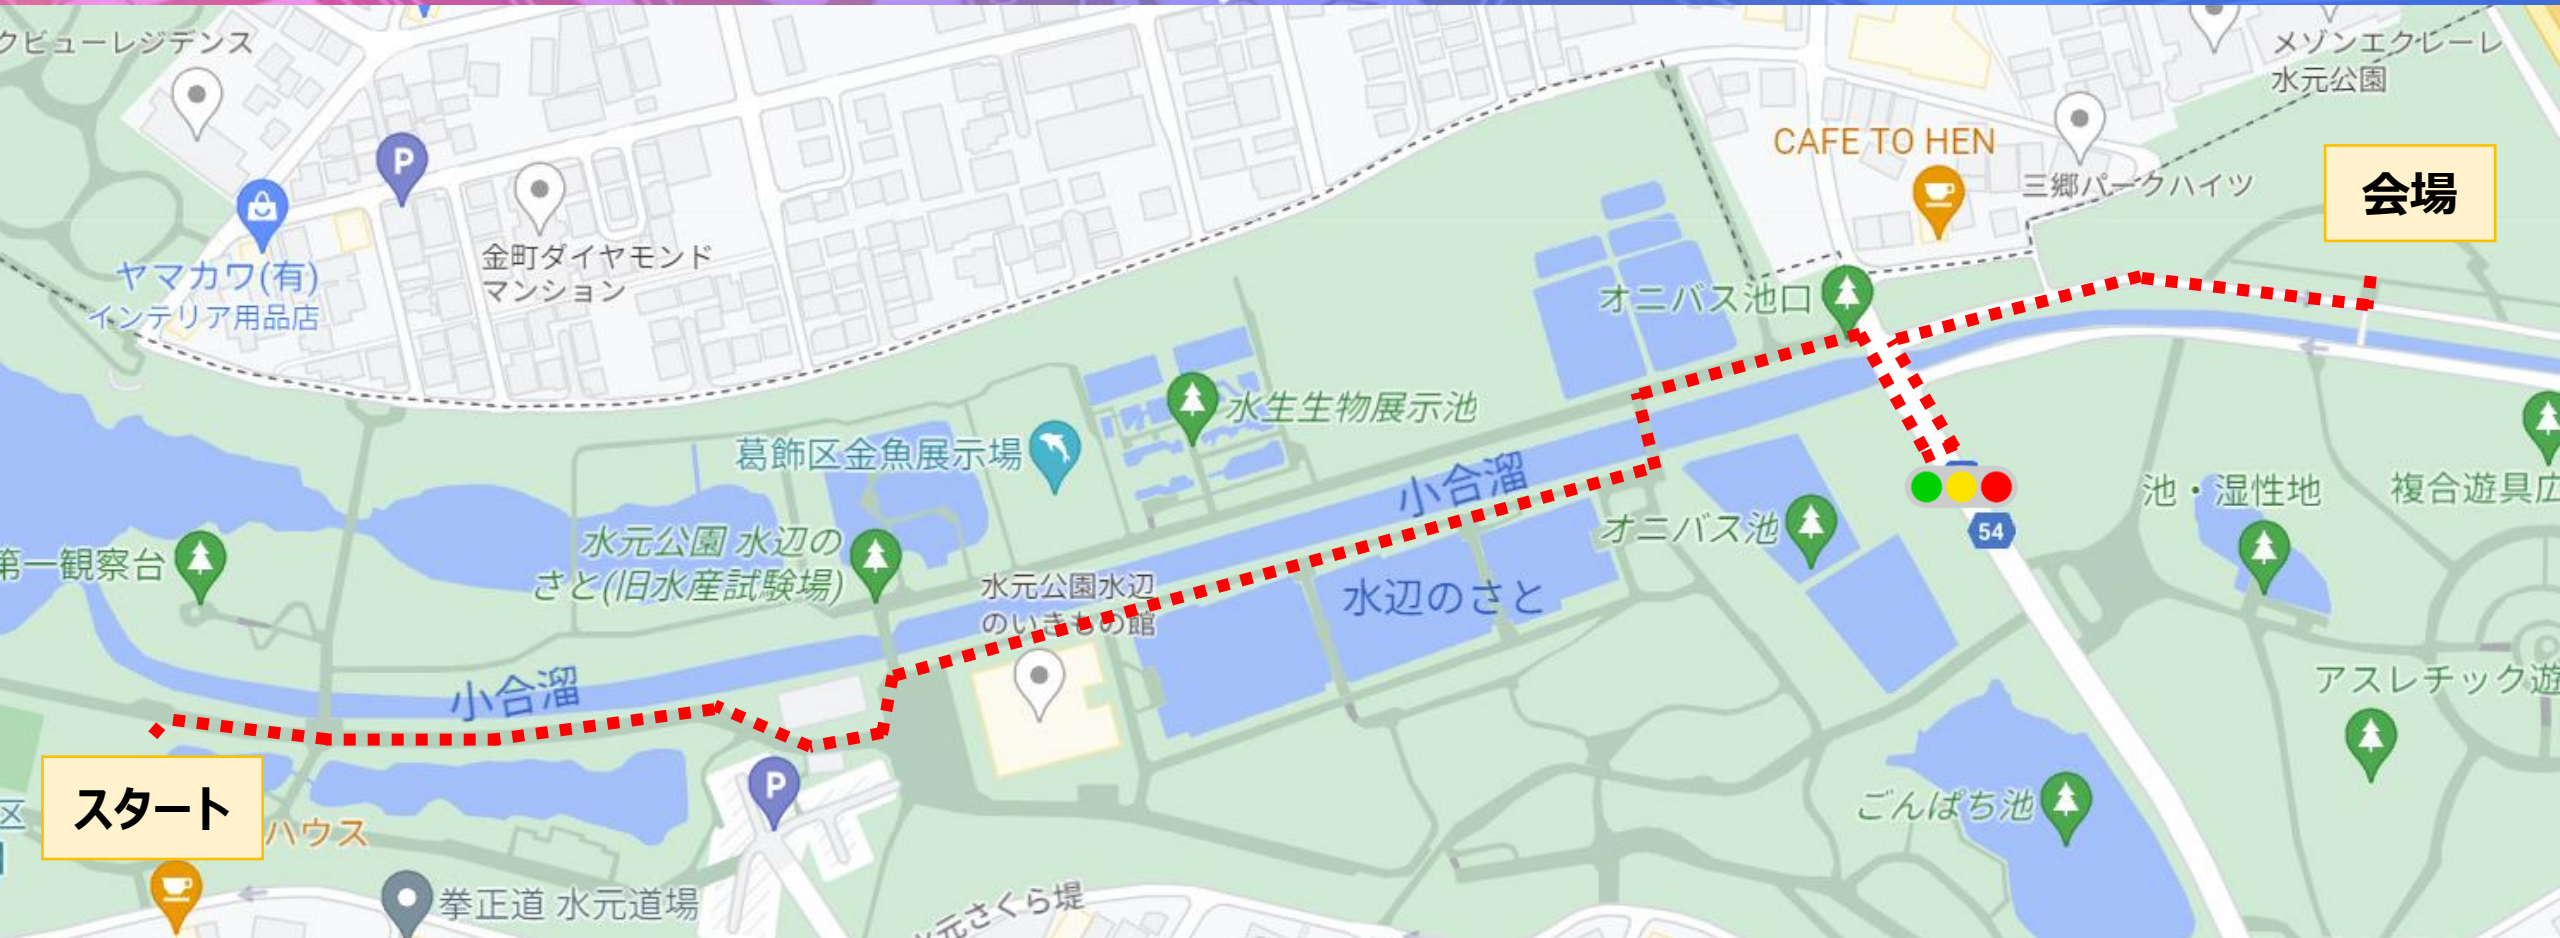 クビューレジデンス
メゾンエクレーレ
水元公園
CAFE TO HEN
三郷パークハイツ
会場
P
金町ダイヤモンド
マンション
ヤマカワ(有)
インテリア用品店
オニバス池口
水生生物展示池
葛飾区金魚展示場
小合溜
池・湿性地
複合遊具広
オニバス池
54
第一観察台
水元公園 水辺の
さと(旧水産試験場)
水元公園水辺
のいきもの館
水辺のさと
小合溜
アスレチック遊
スタート
P
ごんぱち池
区
ハウス
拳正道 水元道場
元さくら堤